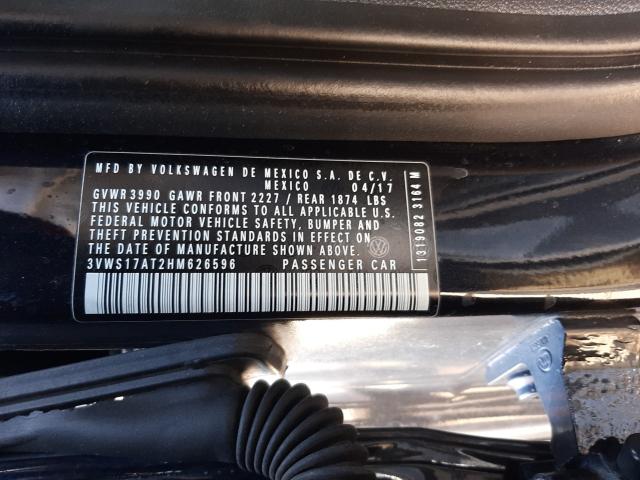 MFD BY VOLKSWAGEN DE MEXICO S.A. DE C.V.
MEXICO 04/17
GVWR 3990 GAWR FRONT 2227 / REAR 1874 LBS
THIS VEHICLE CONFORMS TO ALL APPLICABLE U.S.
FEDERAL MOTOR VEHICLE SAFETY, BUMPER AND
THEFT PREVENTION STANDARDS IN EFFECT ON
THE DATE OF MANUFACTURE SHOWN ABOVE.
3VWS17AT2HM626596 PASSENGER CAR
1319082 3164 M